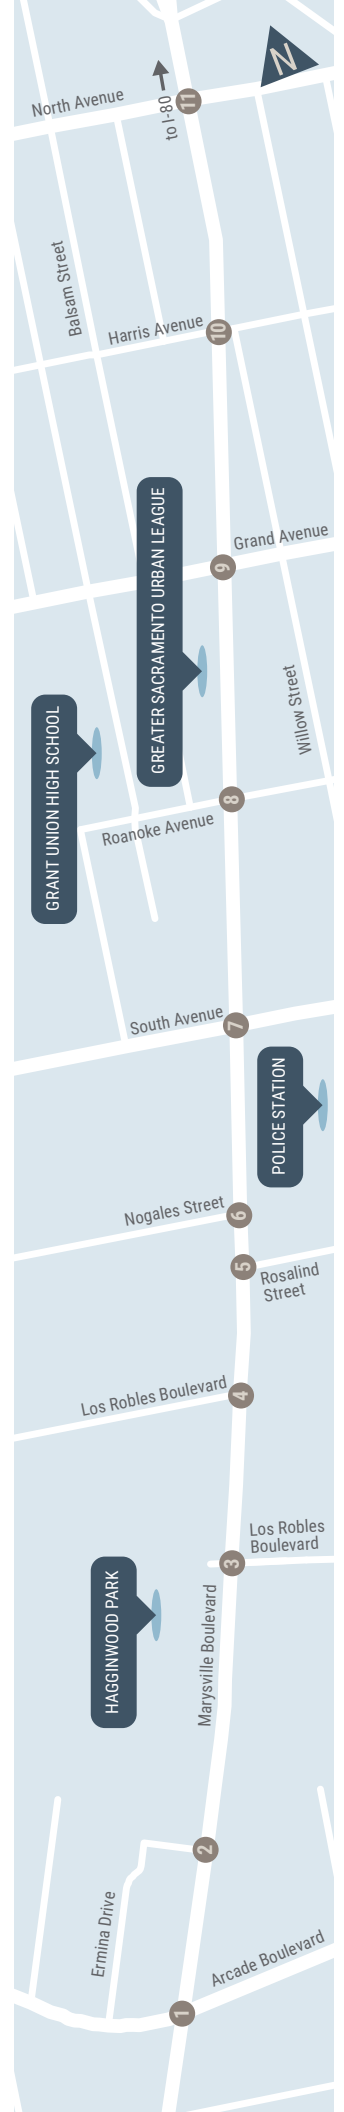 N
North Avenue
to I-80
11
Balsam Street
Harris Avenue
10
GREATER SACRAMENTO URBAN LEAGUE
Grand Avenue
9
Willow Street
GRANT UNION HIGH SCHOOL
8
Roanoke Avenue
South Avenue
7
POLICE STATION
Nogales Street
6
5
Rosalind
Street
Los Robles Boulevard
4
Los Robles
Boulevard
3
HAGGINWOOD PARK
Marysville Boulevard
2
Ermina Drive
Arcade Boulevard
1